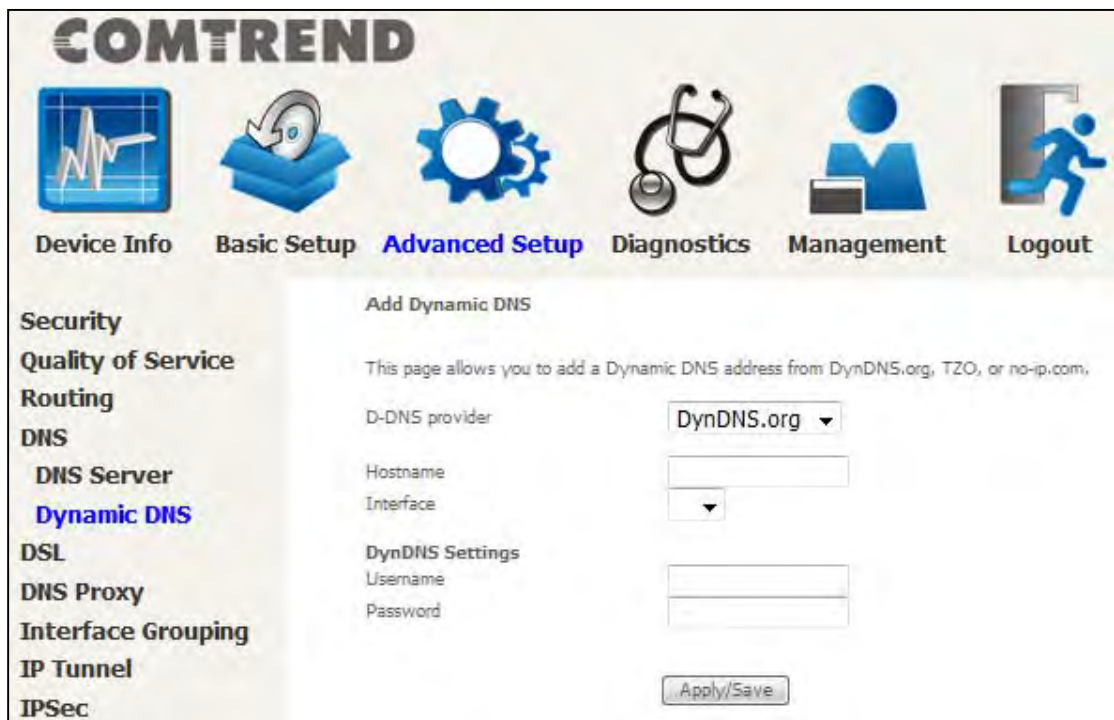 COMTREND
Device Info Basic Setup Advanced Setup Diagnostics Management Logout
Security
Quality of Service
Routing
DNS
DNS Server
Dynamic DNS
DSL
DNS Proxy
Interface Grouping
IP Tunnel
IPSec
Add Dynamic DNS
This page allows you to add a Dynamic DNS address from DynDNS.org, TZO, or no-ip.com.
D-DNS provider DynDNS.org
Hostname
Interface
DynDNS Settings
Username
Password
Apply/Save